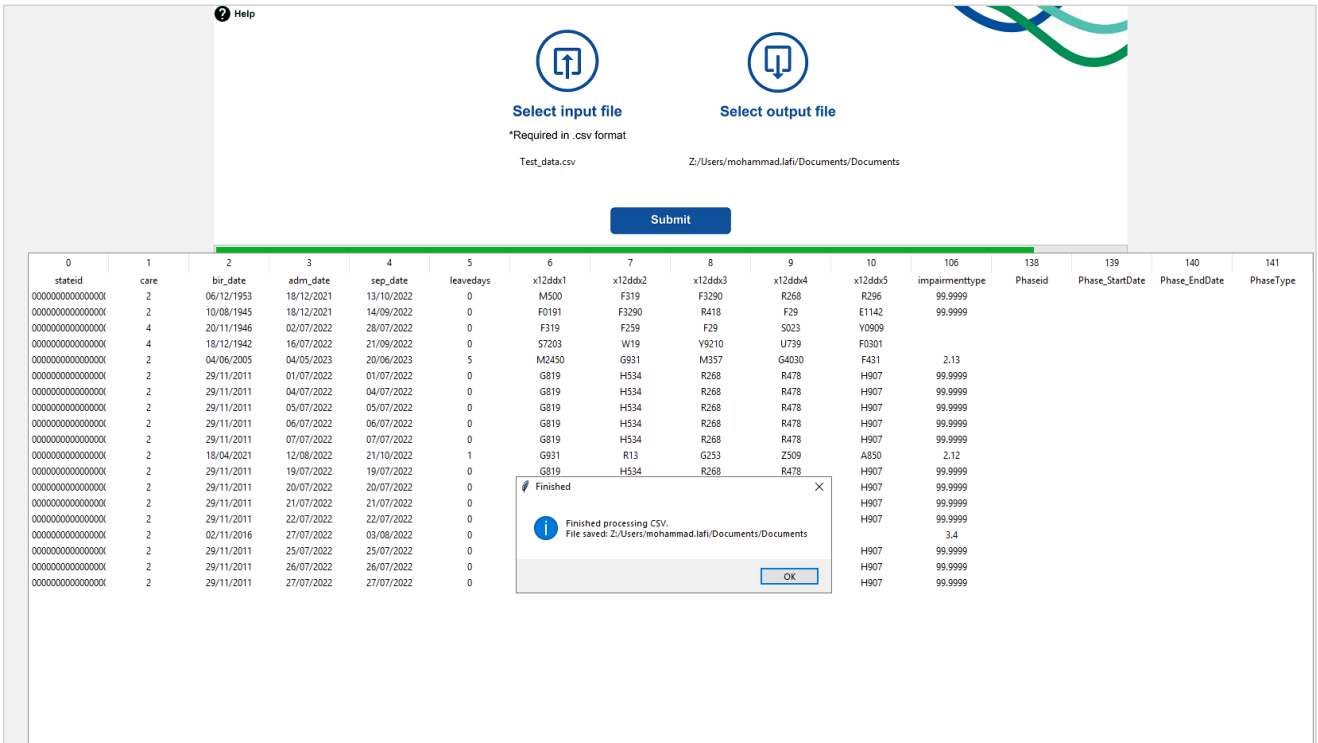 ? Help
Select input file Select output file
*Required in .csv format
Test_data.csv Z:/Users/mohammad.lafi/Documents/Documents
Submit
0 1 2 3 4 5 6 7 8 9 10 106 138 139 140 141
stateid care bir_date adm_date sep_date leavedays x12ddx1 x12ddx2 x12ddx3 x12ddx4 x12ddx5 impairmenttype Phaseid Phase_StartDate Phase_EndDate PhaseType
000000000000000( 2 06/12/1953 18/12/2021 13/10/2022 0 M500 F319 F3290 R268 R296 99.9999
000000000000000( 2 10/08/1945 18/12/2021 14/09/2022 0 F0191 F3290 R418 F29 E1142 99.9999
000000000000000( 4 20/11/1946 02/07/2022 28/07/2022 0 F319 F259 F29 S023 Y0909
000000000000000( 4 18/12/1942 16/07/2022 21/09/2022 0 S7203 W19 Y9210 U739 F0301
000000000000000( 2 04/06/2005 04/05/2023 20/06/2023 5 M2450 G931 M357 G4030 F431 2.13
000000000000000( 2 29/11/2011 01/07/2022 01/07/2022 0 G819 H534 R268 R478 H907 99.9999
000000000000000( 2 29/11/2011 04/07/2022 04/07/2022 0 G819 H534 R268 R478 H907 99.9999
000000000000000( 2 29/11/2011 05/07/2022 05/07/2022 0 G819 H534 R268 R478 H907 99.9999
000000000000000( 2 29/11/2011 06/07/2022 06/07/2022 0 G819 H534 R268 R478 H907 99.9999
000000000000000( 2 29/11/2011 07/07/2022 07/07/2022 0 G819 H534 R268 R478 H907 99.9999
000000000000000( 2 18/04/2021 12/08/2022 21/10/2022 1 G931 R13 G253 Z509 A850 2.12
000000000000000( 2 29/11/2011 19/07/2022 19/07/2022 0 G819 H534 R268 R478 H907 99.9999
000000000000000( 2 29/11/2011 20/07/2022 20/07/2022 0 H907 99.9999
000000000000000( 2 29/11/2011 21/07/2022 21/07/2022 0 H907 99.9999
000000000000000( 2 29/11/2011 22/07/2022 22/07/2022 0 H907 99.9999
000000000000000( 2 02/11/2016 27/07/2022 03/08/2022 0 3.4
000000000000000( 2 29/11/2011 25/07/2022 25/07/2022 0 H907 99.9999
000000000000000( 2 29/11/2011 26/07/2022 26/07/2022 0 H907 99.9999
000000000000000( 2 29/11/2011 27/07/2022 27/07/2022 0 H907 99.9999
Finished
Finished processing CSV.
File saved: Z:/Users/mohammad.lafi/Documents/Documents
OK